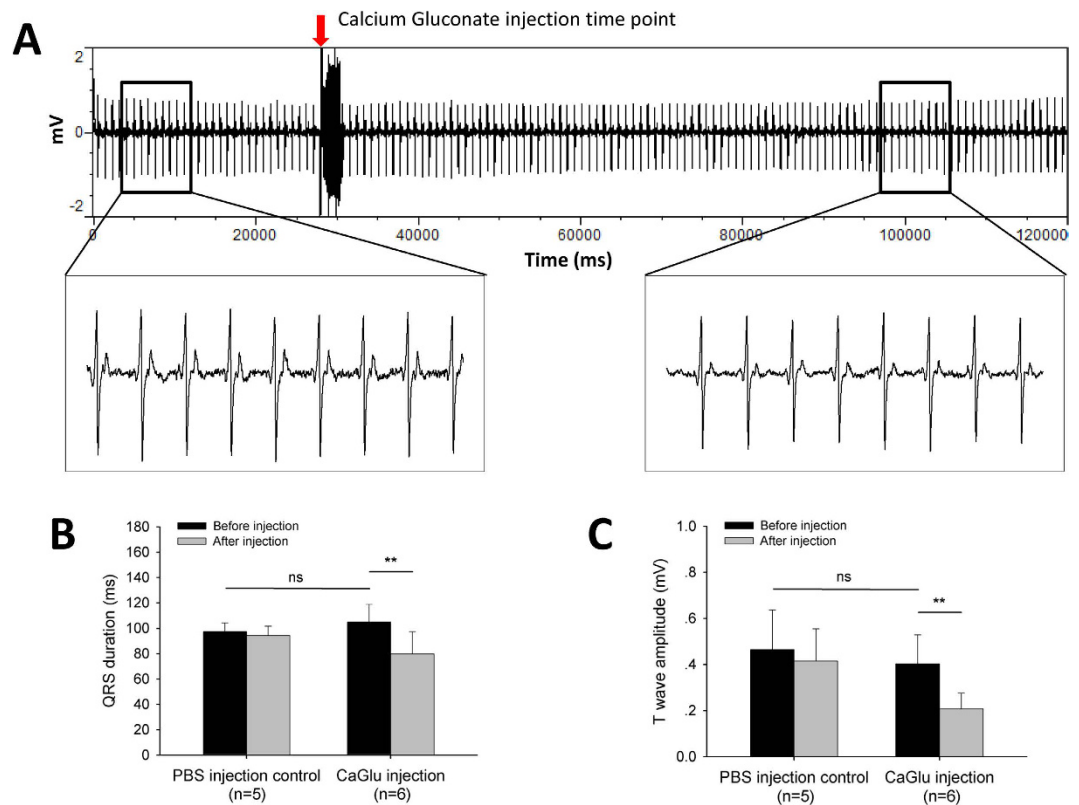 A
Calcium Gluconate injection time point
2
0
-2
mV
0
20000
40000
60000
80000
100000
120000
Time (ms)
B
Before injection
After injection
180
160
140
120
100
80
60
40
20
0
QRS duration (ms)
ns
**
PBS injection control
(n=5)
CaGlu injection
(n=6)
C
Before injection
After injection
1.0
.8
.6
.4
.2
0.0
T wave amplitude (mV)
ns
**
PBS injection control
(n=5)
CaGlu injection
(n=6)